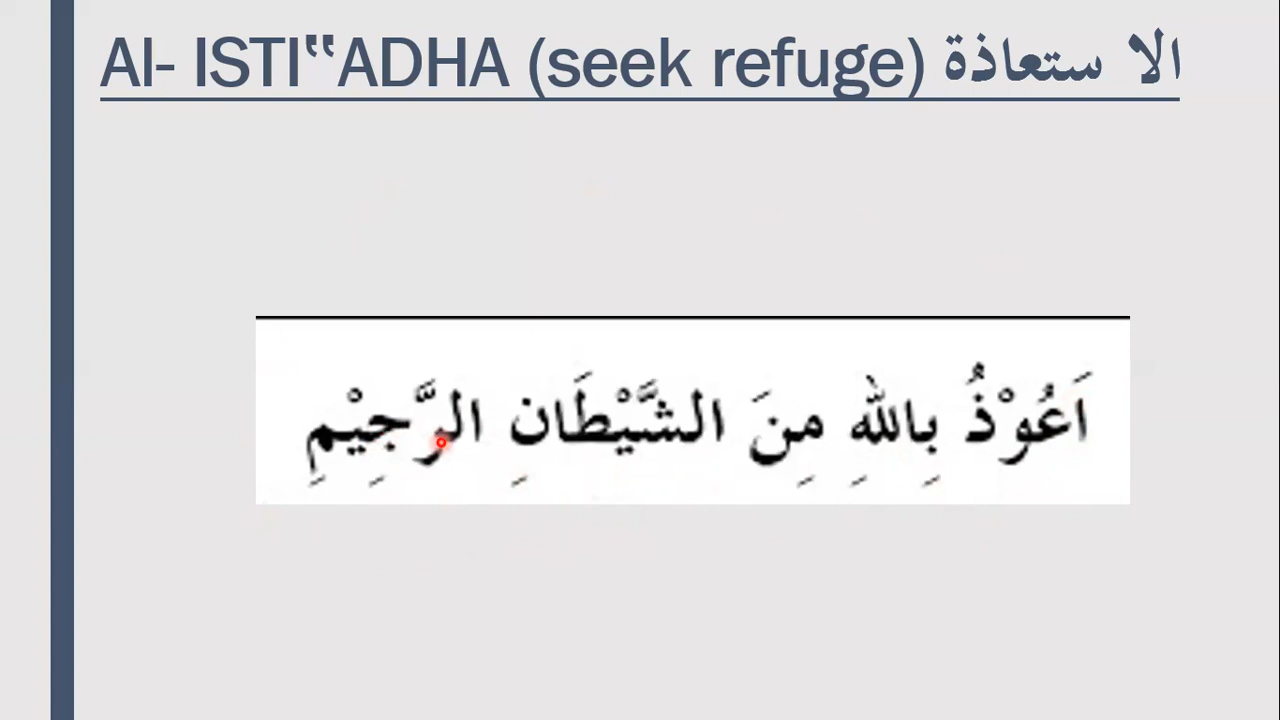 Al- ISTI‟ADHA (seek refuge) الا ستعاذة
اَعُوْذُ بِاللهِ مِنَ الشَّيْطَانِ الرَّجِيْمِ